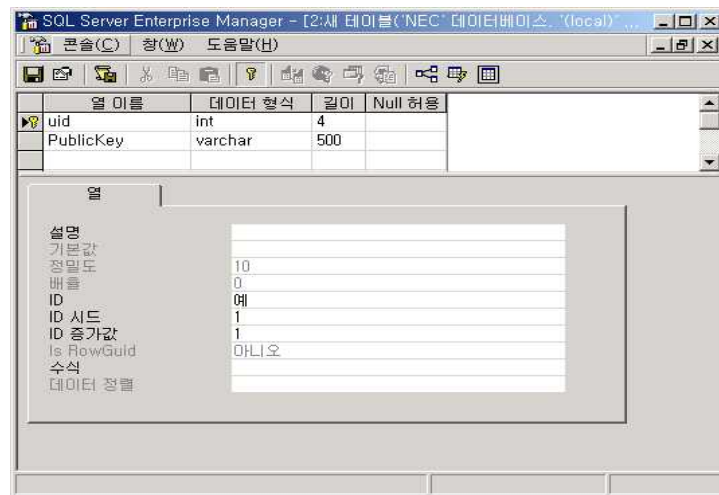 SQL Server Enterprise Manager - [2:새 테이블('NEC' 데이터베이스, '(local)' ...
콘솔(C) 창(W) 도움말(H)
열 이름 데이터 형식 길이 Null 허용
uid int 4
PublicKey varchar 500
열
설명
기본값
정밀도 10
배율 0
ID 예
ID 시드 1
ID 증가값 1
Is RowGuid 아니오
수식
데이터 정렬